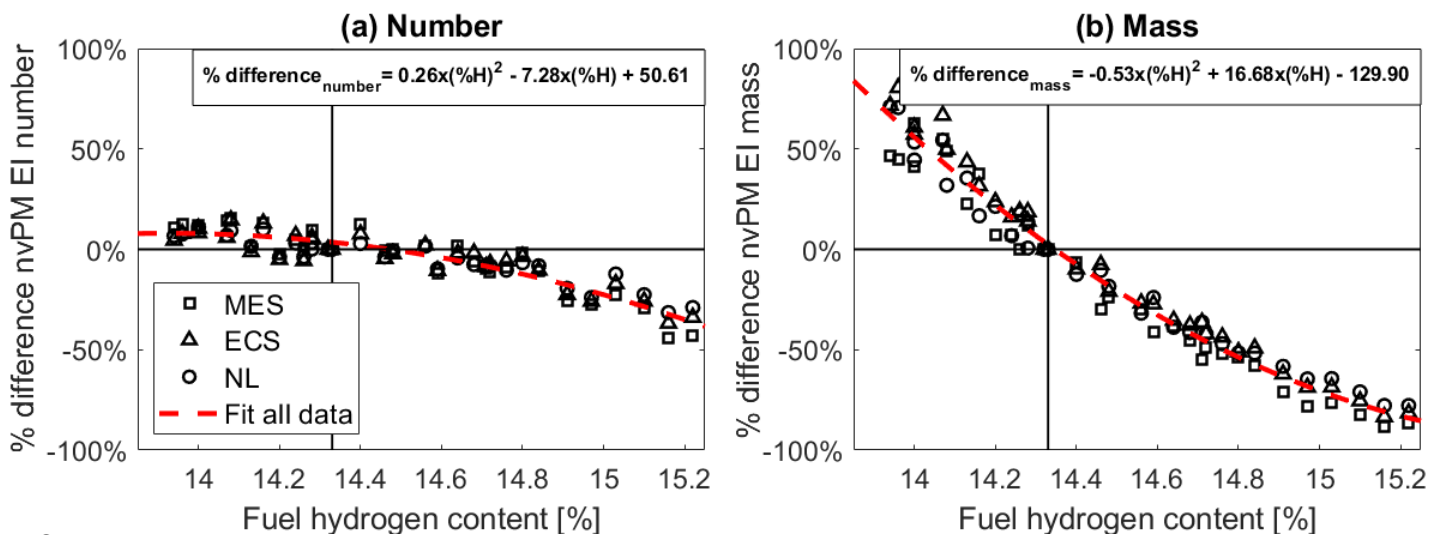 (a) Number
% difference nvPM EI number
100%
50%
0%
-50%
-100%
% difference_number = 0.26x(%H)^2 - 7.28x(%H) + 50.61
MES
ECS
NL
Fit all data
14 14.2 14.4 14.6 14.8 15 15.2
Fuel hydrogen content [%]
(b) Mass
% difference nvPM EI mass
100%
50%
0%
-50%
-100%
% difference_mass = -0.53x(%H)^2 + 16.68x(%H) - 129.90
14 14.2 14.4 14.6 14.8 15 15.2
Fuel hydrogen content [%]